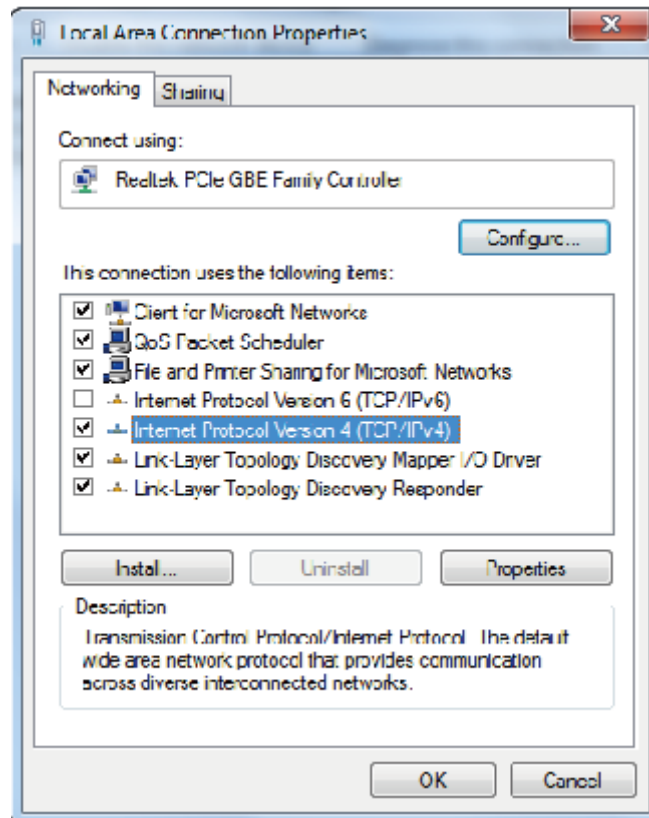 Local Area Connection Properties
Networking
Sharing
Connect using:
Realtek PCIe GBE Family Controller
Configure...
This connection uses the following items:
Client for Microsoft Networks
QoS Packet Scheduler
File and Printer Sharing for Microsoft Networks
Internet Protocol Version 6 (TCP/IPv6)
Internet Protocol Version 4 (TCP/IPv4)
Link-Layer Topology Discovery Mapper I/O Driver
Link-Layer Topology Discovery Responder
Install...
Uninstall
Properties
Description
Transmission Control Protocol/Internet Protocol. The default
wide area network protocol that provides communication
across diverse interconnected networks.
OK
Cancel